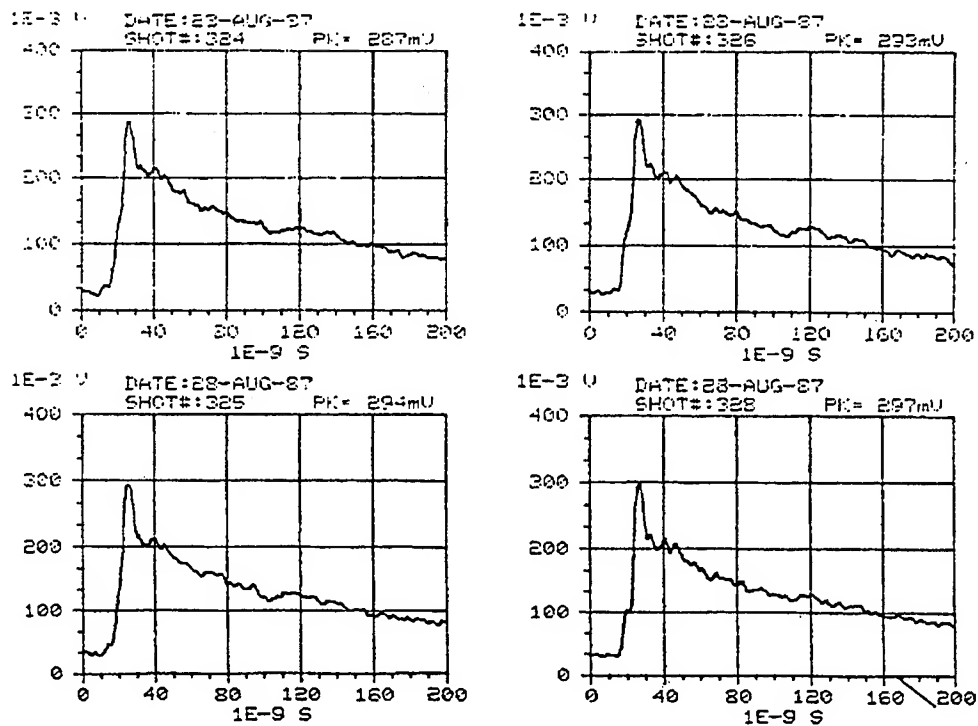 1E-3 V DATE:28-AUG-87
SHOT#:324 PK= 287mV
400
300
200
100
0
0 40 80 120 160 200
1E-9 S
1E-3 V DATE:28-AUG-87
SHOT#:326 PK= 293mV
400
300
200
100
0
0 40 80 120 160 200
1E-9 S
1E-3 V DATE:28-AUG-87
SHOT#:325 PK= 294mV
400
300
200
100
0
0 40 80 120 160 200
1E-9 S
1E-3 V DATE:28-AUG-87
SHOT#:328 PK= 297mV
400
300
200
100
0
0 40 80 120 160 200
1E-9 S